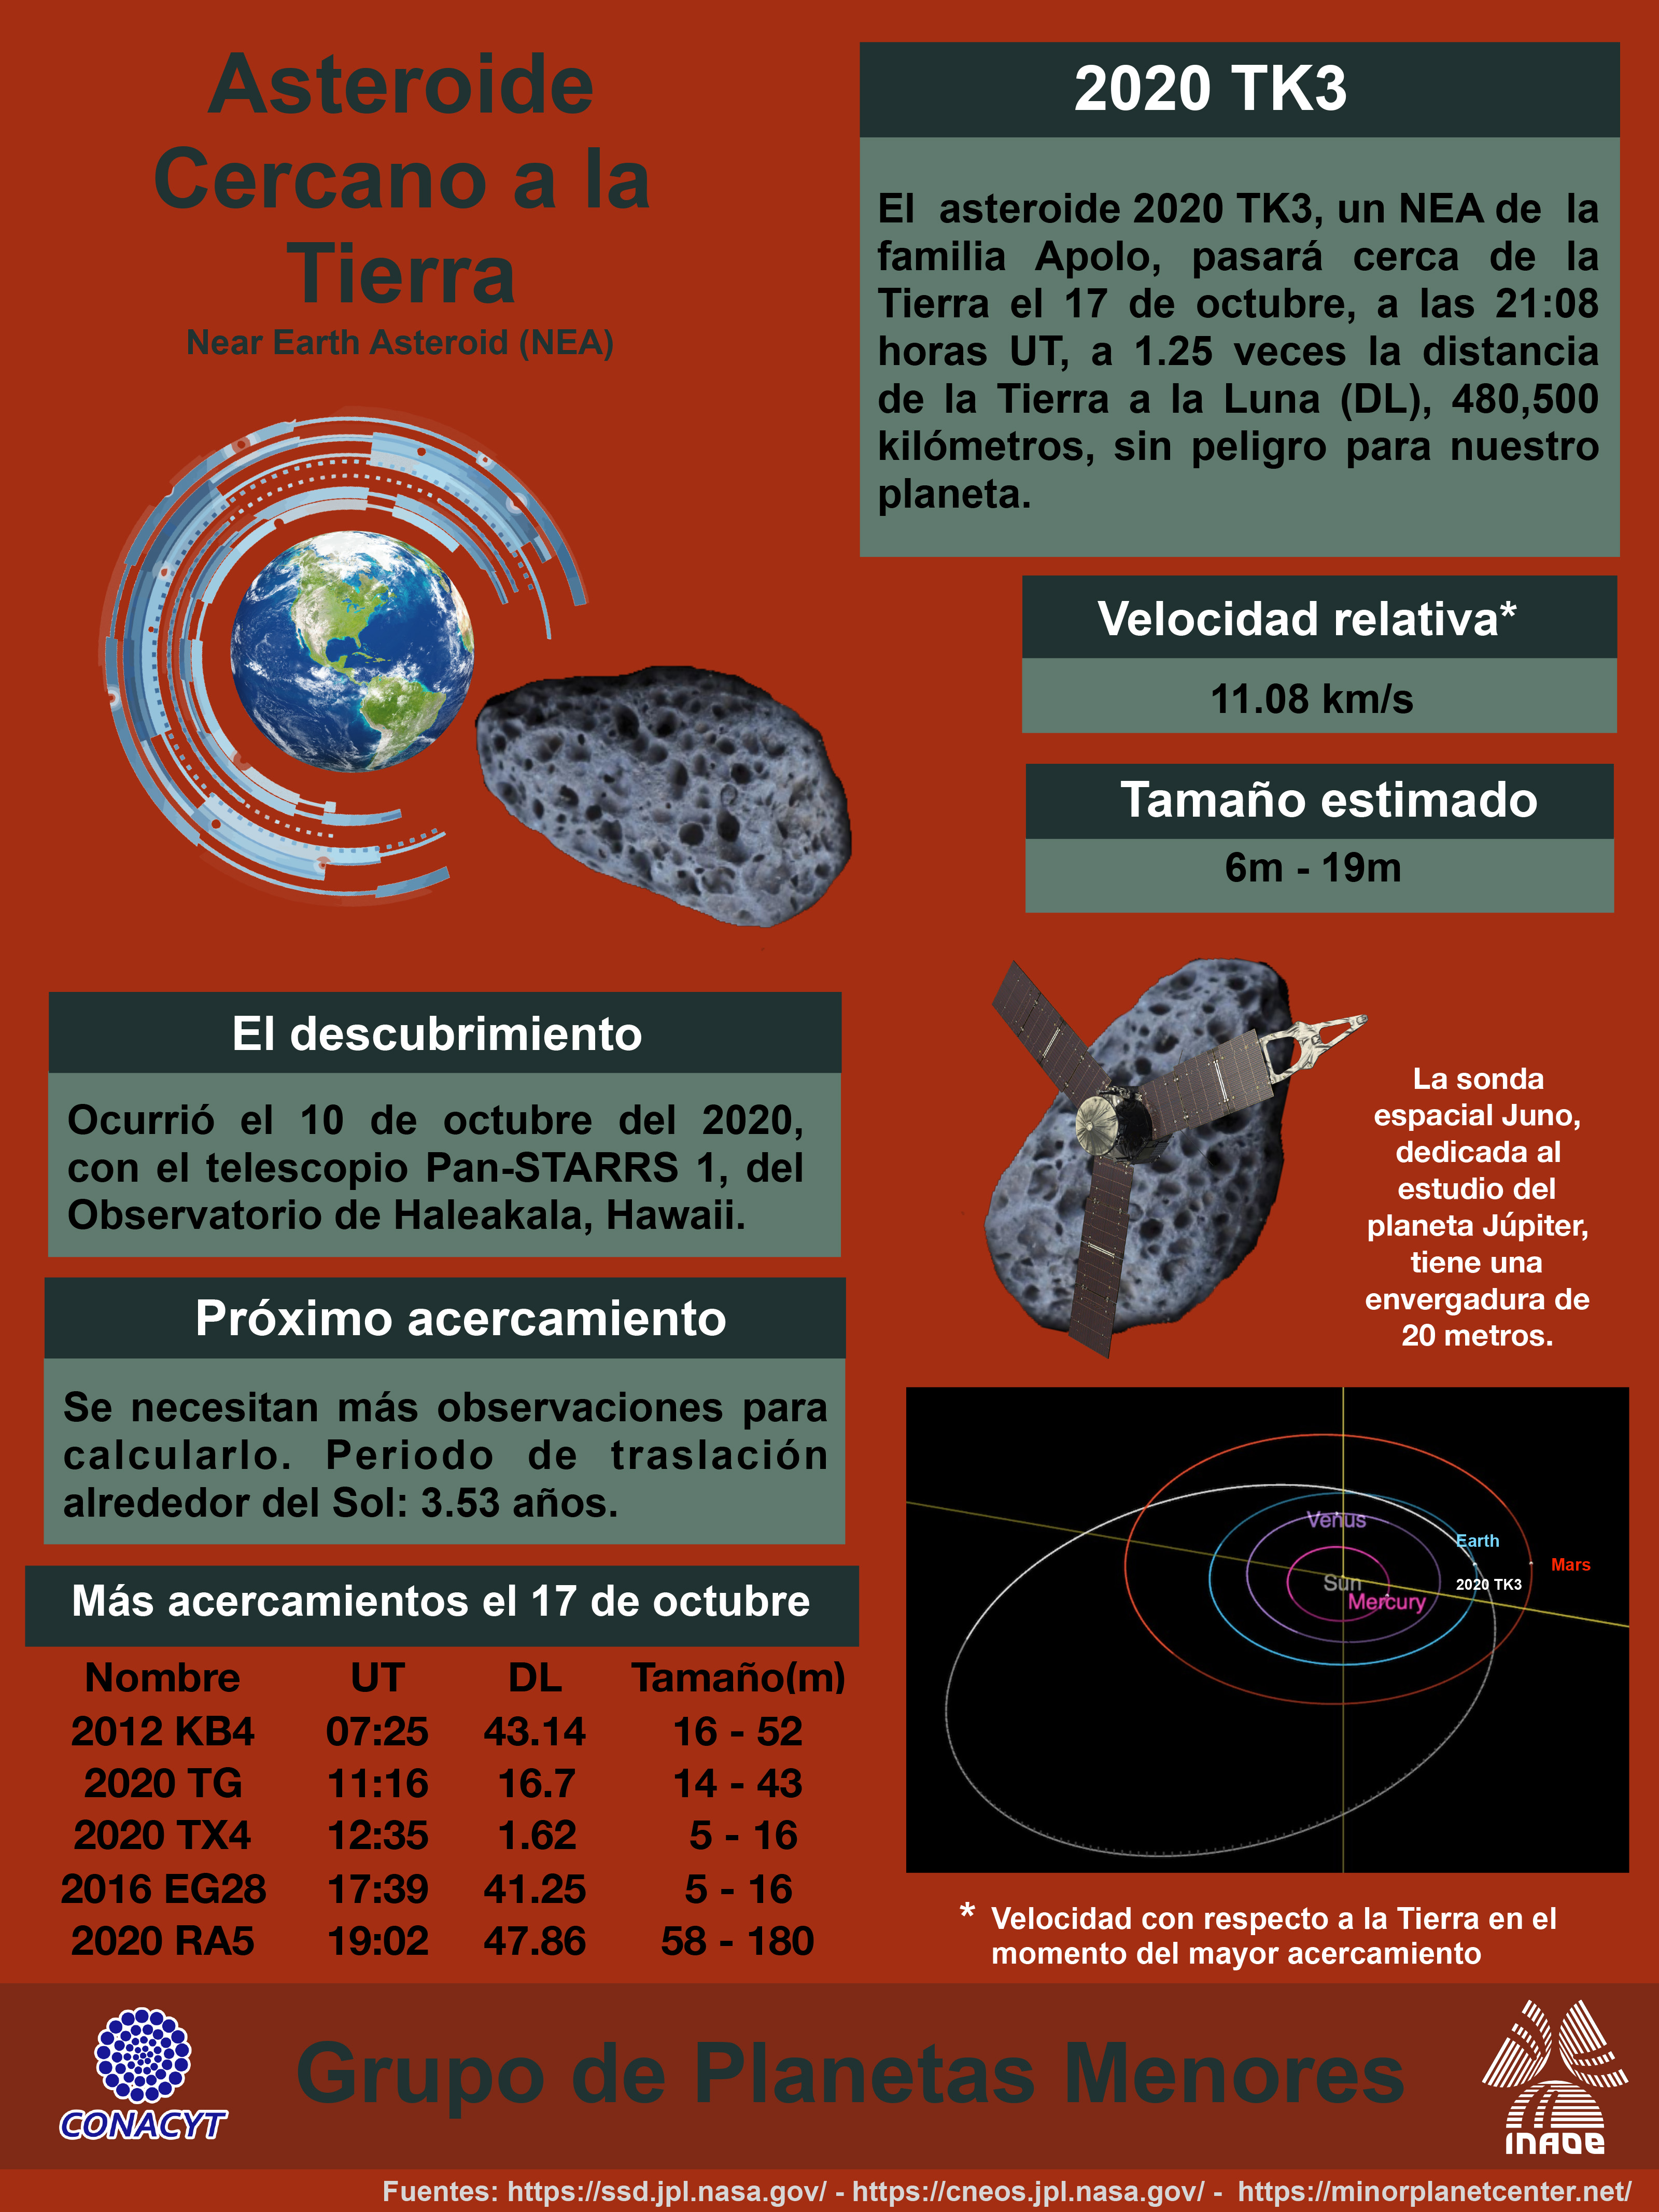 Asteroide
Cercano a la
Tierra
Near Earth Asteroid (NEA)
2020 TK3
El asteroide 2020 TK3, un NEA de la
familia Apolo, pasará cerca de la
Tierra el 17 de octubre, a las 21:08
horas UT, a 1.25 veces la distancia
de la Tierra a la Luna (DL), 480,500
kilómetros, sin peligro para nuestro
planeta.
Velocidad relativa*
11.08 km/s
Tamaño estimado
6m - 19m
El descubrimiento
Ocurrió el 10 de octubre del 2020,
con el telescopio Pan-STARRS 1, del
Observatorio de Haleakala, Hawaii.
La sonda
espacial Juno,
dedicada al
estudio del
planeta Júpiter,
tiene una
envergadura de
20 metros.
Próximo acercamiento
Se necesitan más observaciones para
calcularlo. Periodo de traslación
alrededor del Sol: 3.53 años.
Venus
Earth
Mars
Sun
2020 TK3
Mercury
Más acercamientos el 17 de octubre
Nombre UT DL Tamaño(m)
2012 KB4 07:25 43.14 16 - 52
2020 TG 11:16 16.7 14 - 43
2020 TX4 12:35 1.62 5 - 16
2016 EG28 17:39 41.25 5 - 16
2020 RA5 19:02 47.86 58 - 180
* Velocidad con respecto a la Tierra en el
momento del mayor acercamiento
CONACYT
Grupo de Planetas Menores
INAOE
Fuentes: https://ssd.jpl.nasa.gov/ - https://cneos.jpl.nasa.gov/ - https://minorplanetcenter.net/